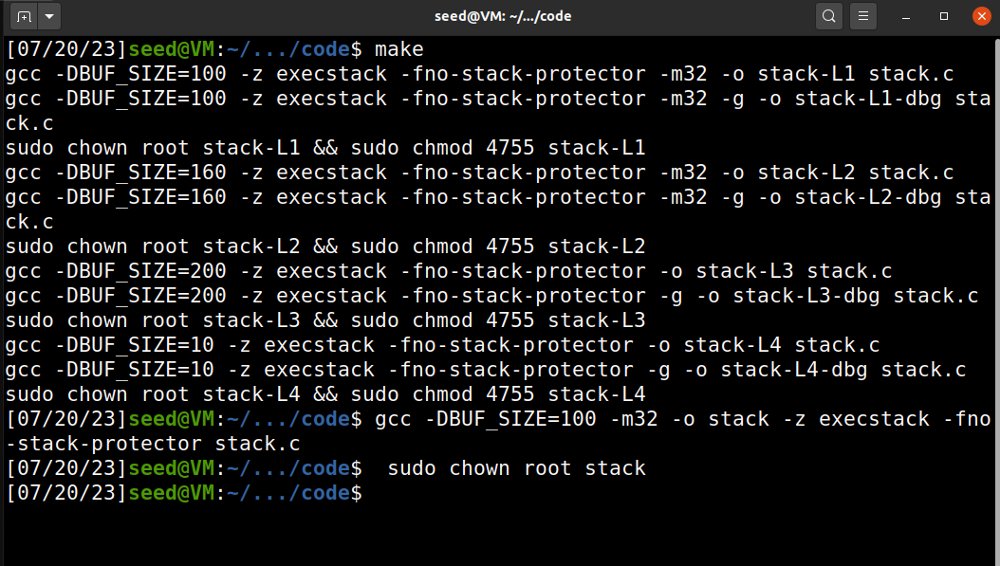 seed@VM: ~/.../code
[07/20/23]seed@VM:~/.../code$ make
gcc -DBUF_SIZE=100 -z execstack -fno-stack-protector -m32 -o stack-L1 stack.c
gcc -DBUF_SIZE=100 -z execstack -fno-stack-protector -m32 -g -o stack-L1-dbg sta
ck.c
sudo chown root stack-L1 && sudo chmod 4755 stack-L1
gcc -DBUF_SIZE=160 -z execstack -fno-stack-protector -m32 -o stack-L2 stack.c
gcc -DBUF_SIZE=160 -z execstack -fno-stack-protector -m32 -g -o stack-L2-dbg sta
ck.c
sudo chown root stack-L2 && sudo chmod 4755 stack-L2
gcc -DBUF_SIZE=200 -z execstack -fno-stack-protector -o stack-L3 stack.c
gcc -DBUF_SIZE=200 -z execstack -fno-stack-protector -g -o stack-L3-dbg stack.c
sudo chown root stack-L3 && sudo chmod 4755 stack-L3
gcc -DBUF_SIZE=10 -z execstack -fno-stack-protector -o stack-L4 stack.c
gcc -DBUF_SIZE=10 -z execstack -fno-stack-protector -g -o stack-L4-dbg stack.c
sudo chown root stack-L4 && sudo chmod 4755 stack-L4
[07/20/23]seed@VM:~/.../code$ gcc -DBUF_SIZE=100 -m32 -o stack -z execstack -fno
-stack-protector stack.c
[07/20/23]seed@VM:~/.../code$  sudo chown root stack
[07/20/23]seed@VM:~/.../code$